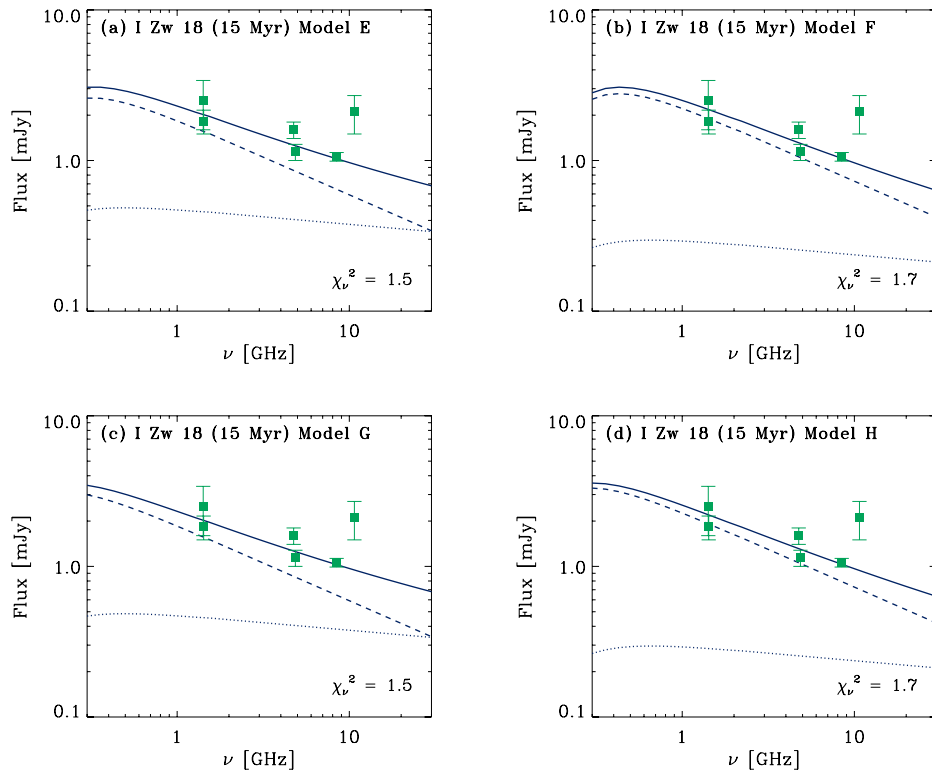 (a) I Zw 18 (15 Myr) Model E
10.0
1.0
0.1
Flux [mJy]
χν² = 1.5
1
10
ν [GHz]
(b) I Zw 18 (15 Myr) Model F
10.0
1.0
0.1
Flux [mJy]
χν² = 1.7
1
10
ν [GHz]
(c) I Zw 18 (15 Myr) Model G
10.0
1.0
0.1
Flux [mJy]
χν² = 1.5
1
10
ν [GHz]
(d) I Zw 18 (15 Myr) Model H
10.0
1.0
0.1
Flux [mJy]
χν² = 1.7
1
10
ν [GHz]